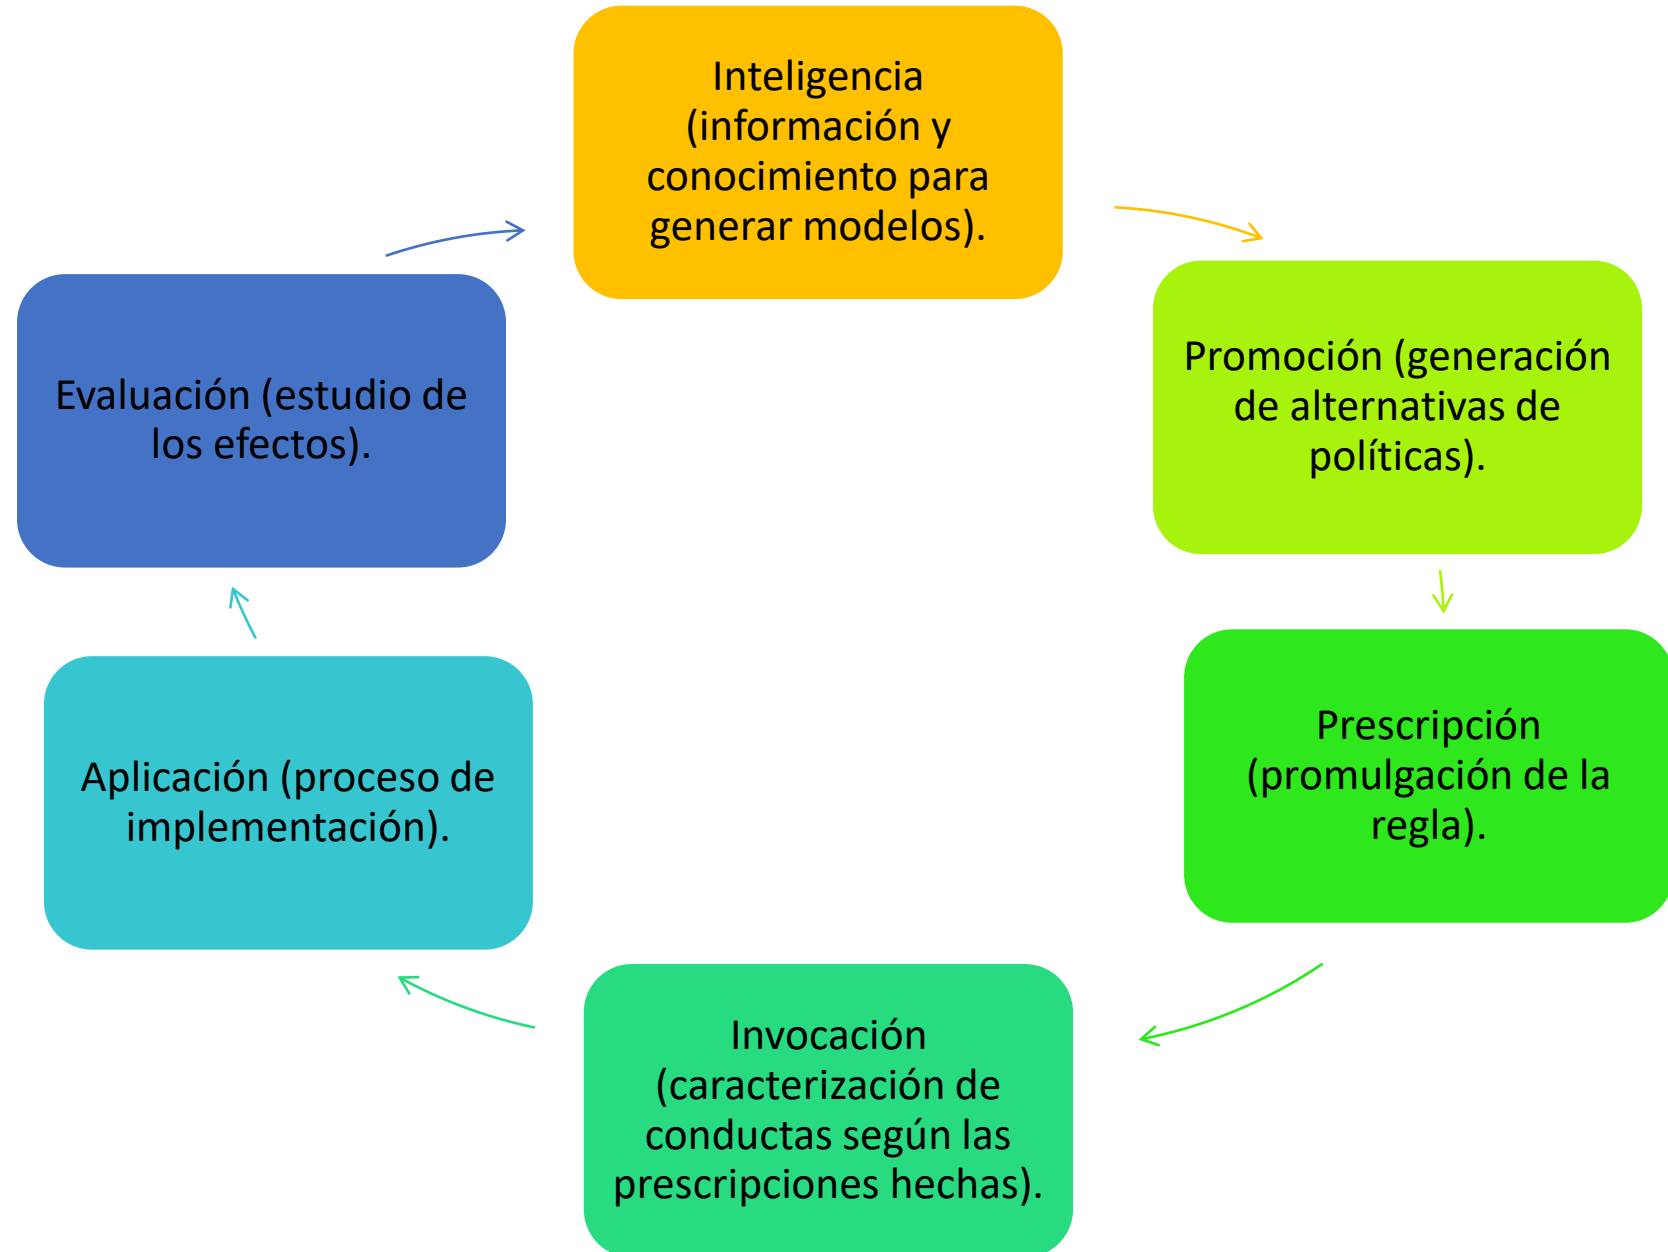 Inteligencia
(información y
conocimiento para
generar modelos).
Promoción (generación
de alternativas de
políticas).
Prescripción
(promulgación de la
regla).
Invocación
(caracterización de
conductas según las
prescripciones hechas).
Aplicación (proceso de
implementación).
Evaluación (estudio de
los efectos).